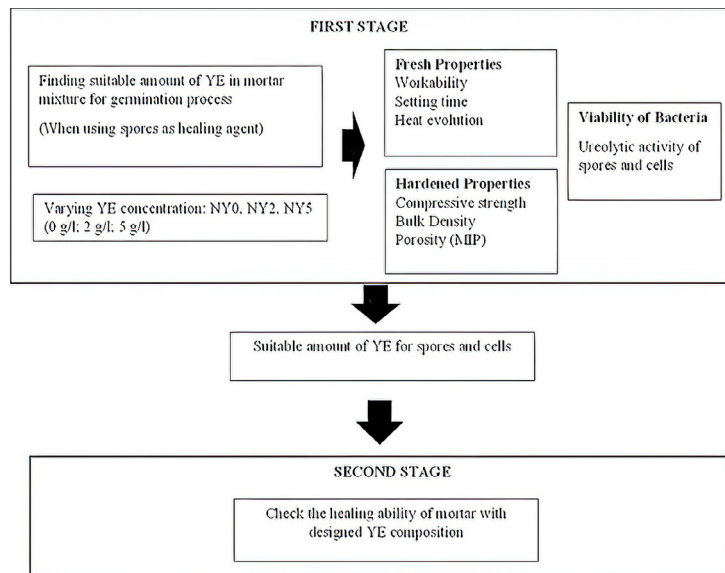 FIRST STAGE
Finding suitable amount of YE in mortar
mixture for germination process
(When using spores as healing agent)
Varying YE concentration: NY0, NY2, NY5
(0 g/l; 2 g/l; 5 g/l)
Fresh Properties
Workability
Setting time
Heat evolution
Hardened Properties
Compressive strength
Bulk Density
Porosity (MIP)
Viability of Bacteria
Ureolytic activity of
spores and cells
Suitable amount of YE for spores and cells
SECOND STAGE
Check the healing ability of mortar with
designed YE composition